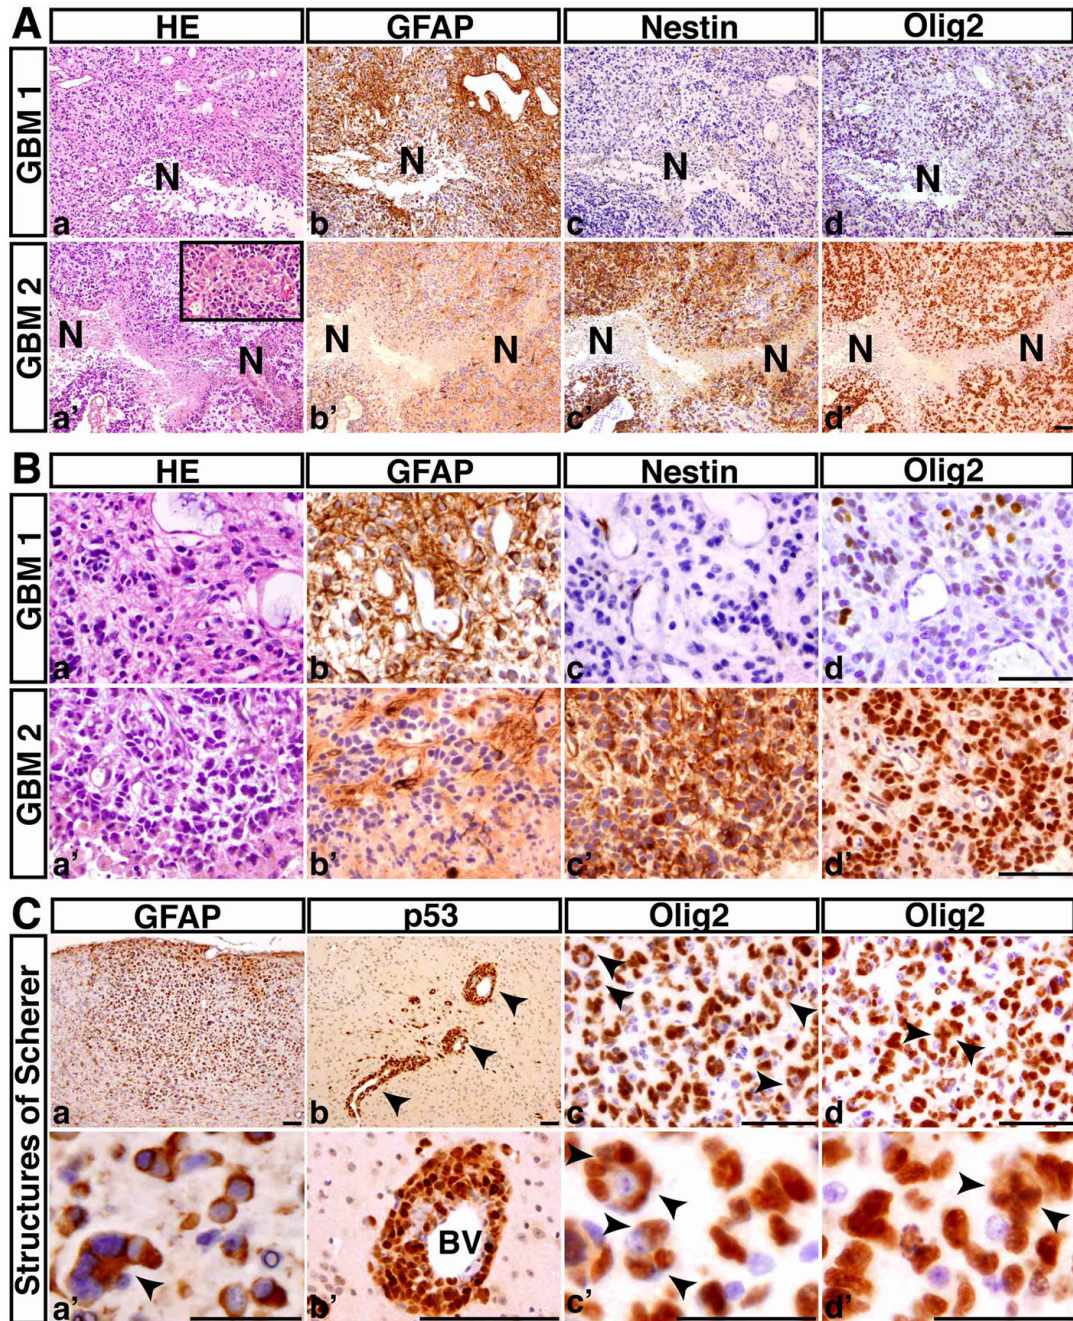 A HE GFAP Nestin Olig2
GBM 1
N N N N
a b c d
GBM 2
N N N N N N N N
a' b' c' d'
B HE GFAP Nestin Olig2
GBM 1
a b c d
GBM 2
a' b' c' d'
C GFAP p53 Olig2 Olig2
Structures of Scherer
a b c d
BV
a' b' c' d'